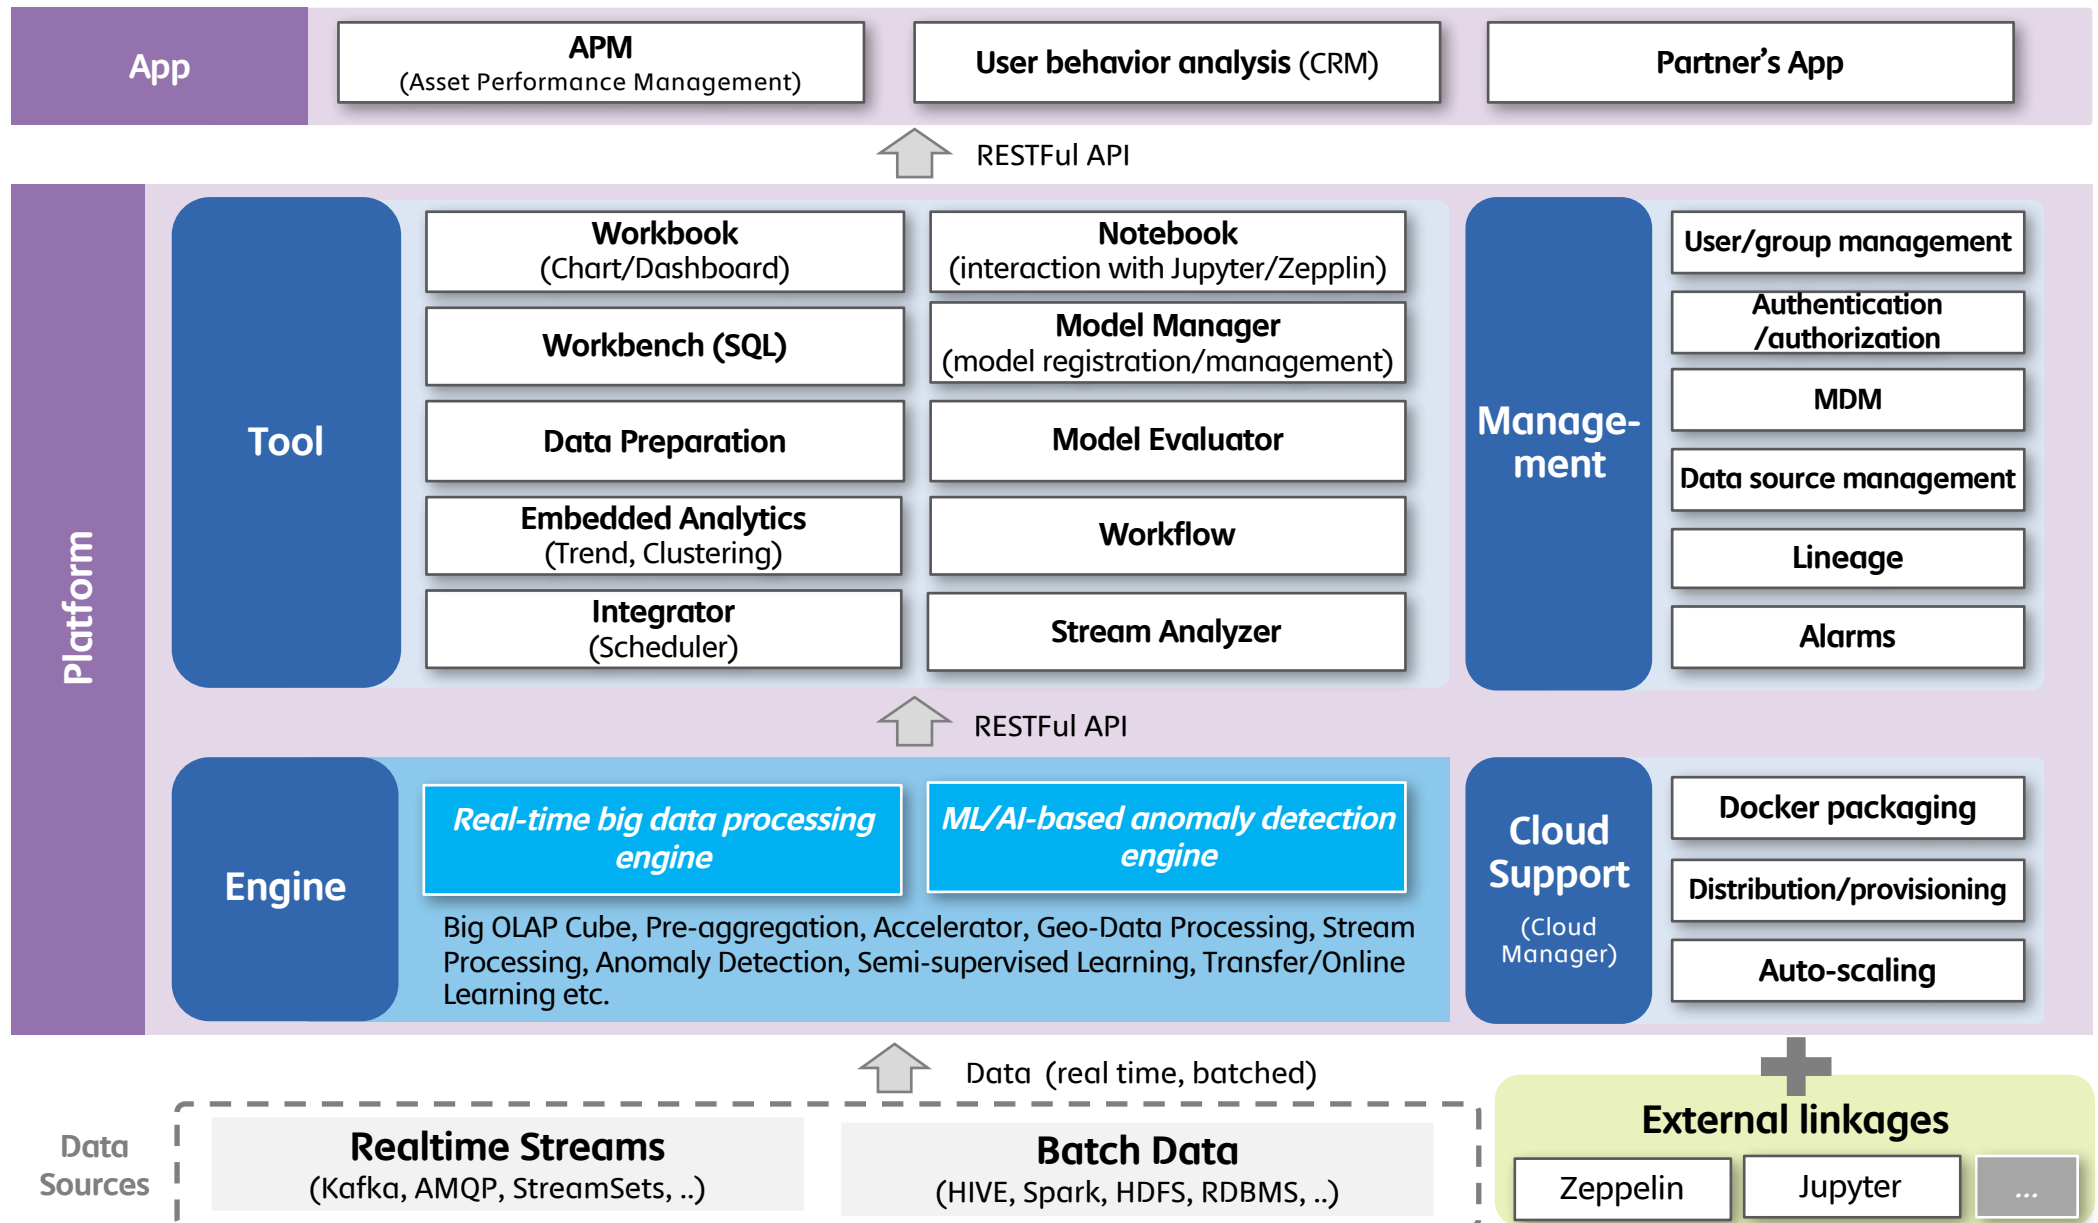 App
APM
(Asset Performance Management)
User behavior analysis (CRM)
Partner's App
RESTFul API
Platform
Tool
Workbook
(Chart/Dashboard)
Notebook
(interaction with Jupyter/Zepplin)
Workbench (SQL)
Model Manager
(model registration/management)
Data Preparation
Model Evaluator
Embedded Analytics
(Trend, Clustering)
Workflow
Integrator
(Scheduler)
Stream Analyzer
Manage-
ment
User/group management
Authentication
/authorization
MDM
Data source management
Lineage
Alarms
RESTFul API
Engine
Real-time big data processing
engine
ML/AI-based anomaly detection
engine
Big OLAP Cube, Pre-aggregation, Accelerator, Geo-Data Processing, Stream
Processing, Anomaly Detection, Semi-supervised Learning, Transfer/Online
Learning etc.
Cloud
Support
(Cloud
Manager)
Docker packaging
Distribution/provisioning
Auto-scaling
Data (real time, batched)
Data
Sources
Realtime Streams
(Kafka, AMQP, StreamSets, ..)
Batch Data
(HIVE, Spark, HDFS, RDBMS, ..)
External linkages
Zeppelin
Jupyter
...